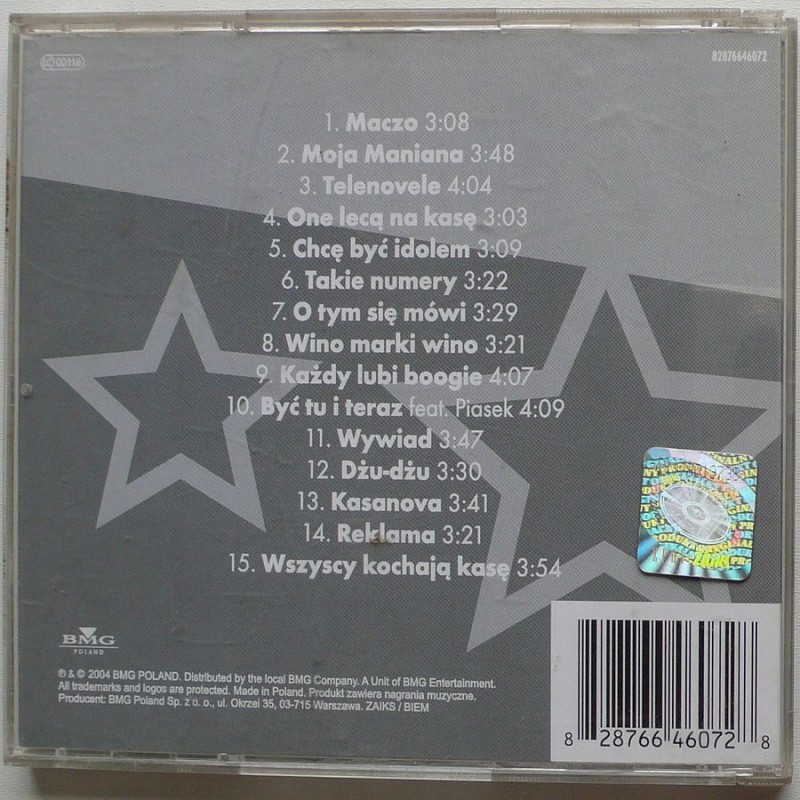 LC 00116
82876646072
1. Maczo 3:08
2. Moja Maniana 3:48
3. Telenovele 4:04
4. One lecą na kasę 3:03
5. Chcę być idolem 3:09
6. Takie numery 3:22
7. O tym się mówi 3:29
8. Wino marki wino 3:21
9. Każdy lubi boogie 4:07
10. Być tu i teraz feat. Piasek 4:09
11. Wywiad 3:47
12. Dżu-dżu 3:30
13. Kasanova 3:41
14. Reklama 3:21
15. Wszyscy kochają kasę 3:54
BMG
POLAND
℗ & © 2004 BMG POLAND. Distributed by the local BMG Company. A Unit of BMG Entertainment.
All trademarks and logos are protected. Made in Poland. Produkt zawiera nagrania muzyczne.
Producent: BMG Poland Sp. z o. o., ul. Okrzei 35, 03-715 Warszawa. ZAIKS / BIEM
8 28766 46072 8